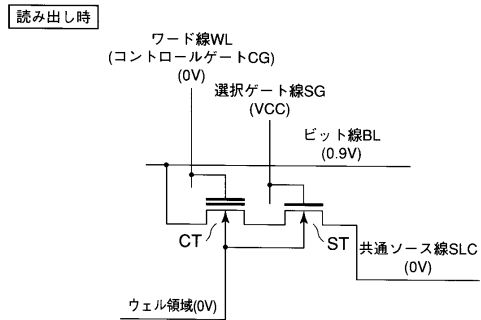 読み出し時
ワード線WL
(コントロールゲートCG)
(0V)
選択ゲート線SG
(VCC)
ビット線BL
(0.9V)
CT
ST
共通ソース線SLC
(0V)
ウェル領域(0V)